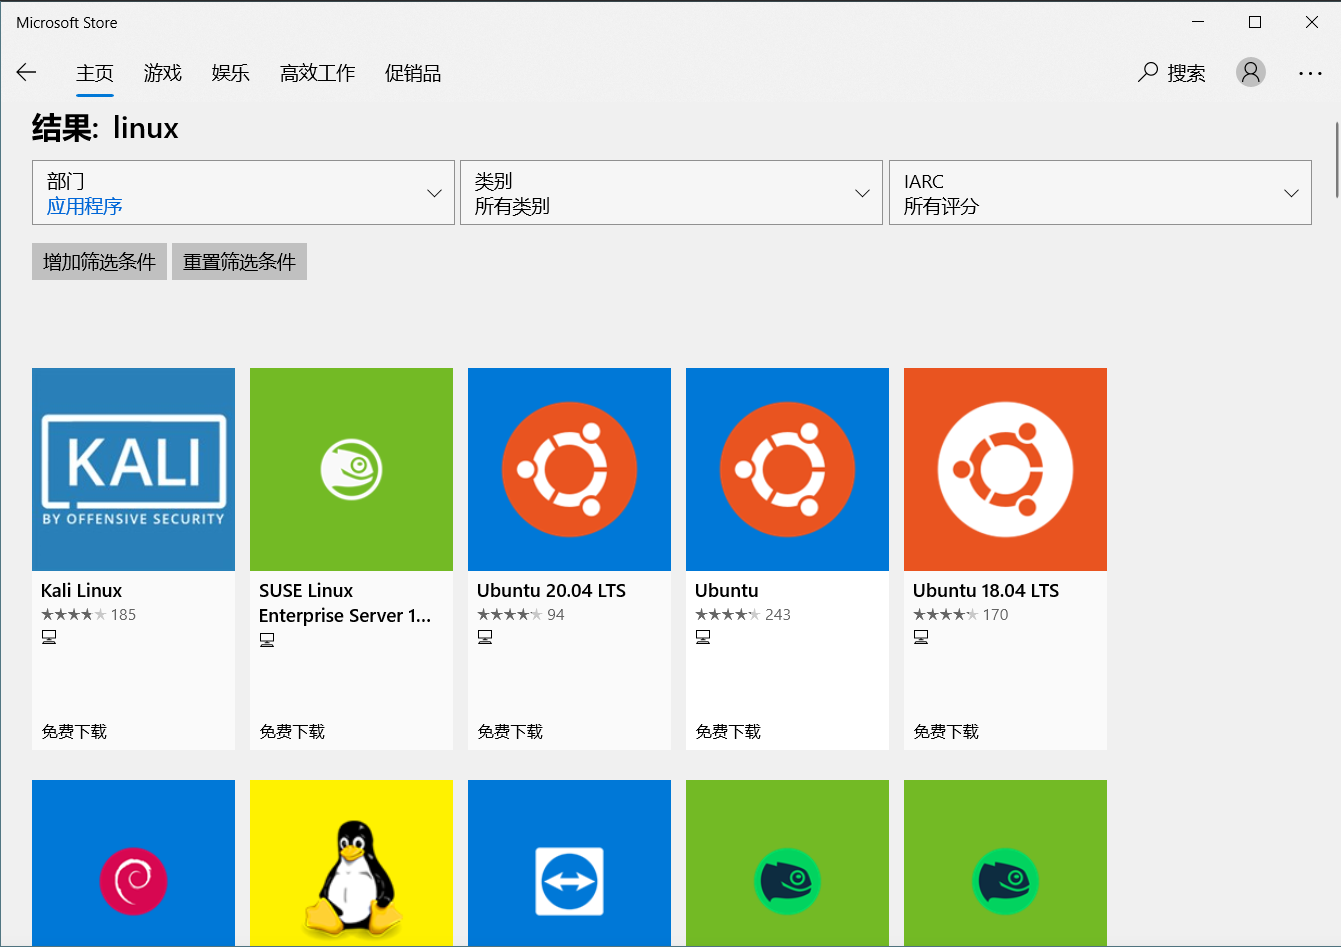 Microsoft Store
主页 游戏 娱乐 高效工作 促销品 搜索
结果: linux
部门
应用程序
类别
所有类别
IARC
所有评分
增加筛选条件 重置筛选条件
KALI
BY OFFENSIVE SECURITY
Kali Linux
185
免费下载
SUSE Linux
Enterprise Server 1...
免费下载
Ubuntu 20.04 LTS
94
免费下载
Ubuntu
243
免费下载
Ubuntu 18.04 LTS
170
免费下载